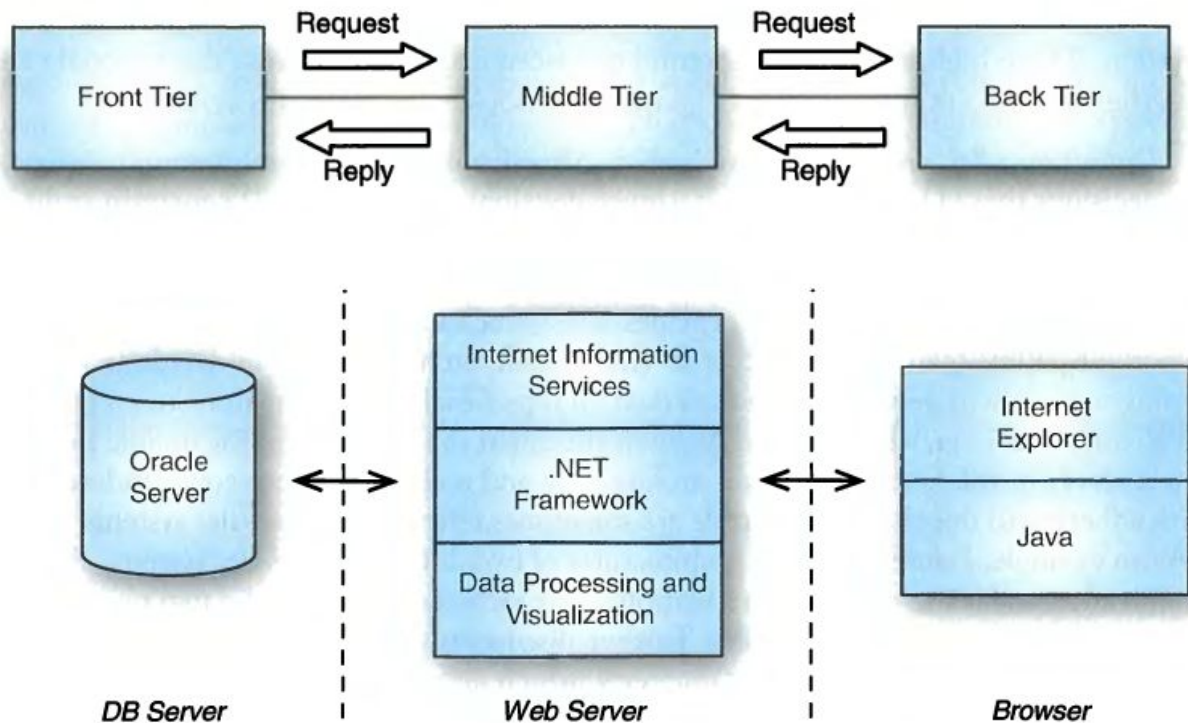 Request
Request
Front Tier
Middle Tier
Back Tier
Reply
Reply
Internet Information
Services
Oracle
Server
.NET
Framework
Data Processing and
Visualization
Internet
Explorer
Java
DB Server
Web Server
Browser